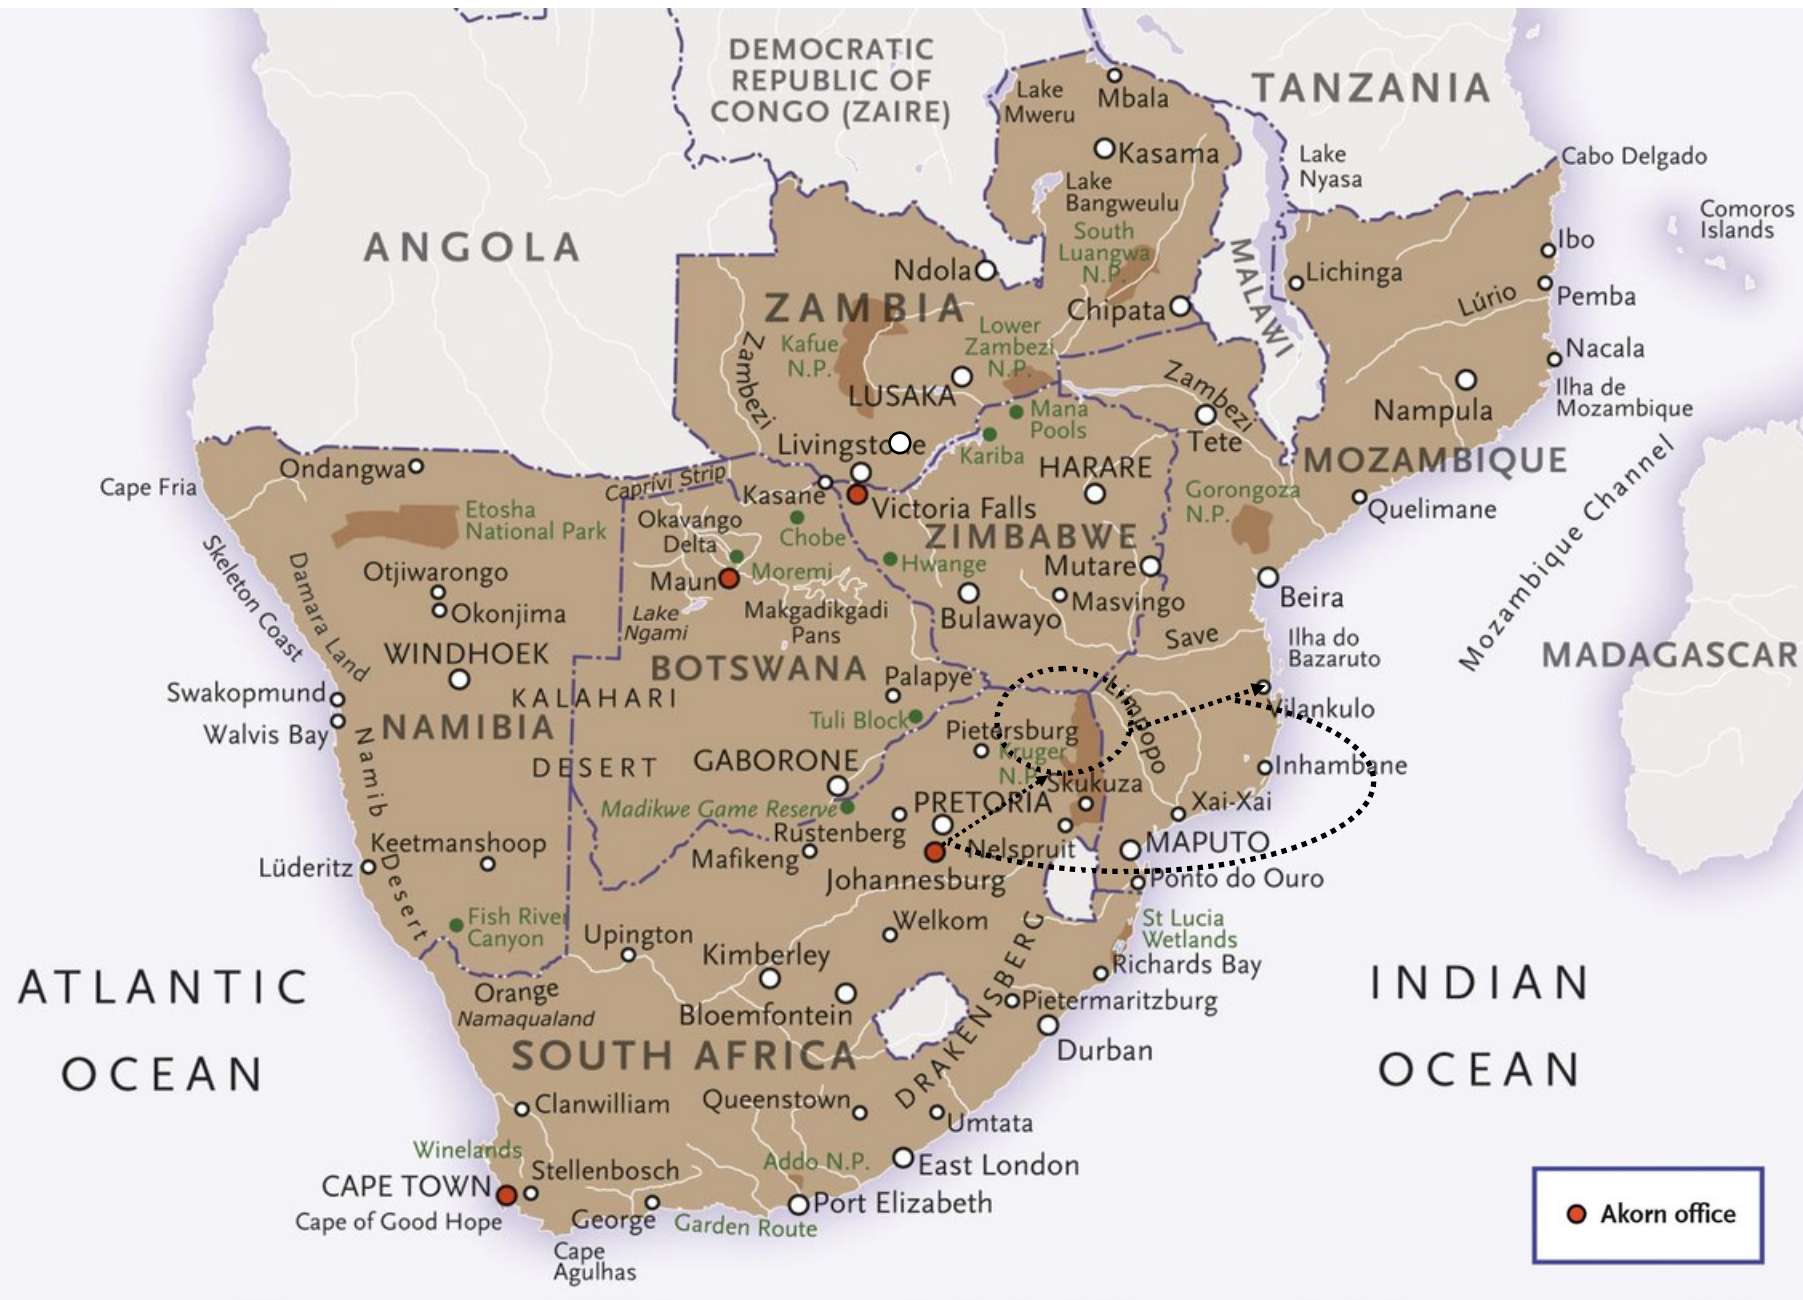 DEMOCRATIC
REPUBLIC OF
CONGO (ZAIRE)
TANZANIA
Lake
Mweru
Mbala
Kasama
Lake
Nyasa
Cabo Delgado
Lake
Bangweulu
Comoros
Islands
ANGOLA
South
Luangwa
N.P.
MALAWI
Ibo
Ndola
Lichinga
ZAMBIA
Chipata
Lúrio
Pemba
Kafue
N.P.
Lower
Zambezi
N.P.
Zambezi
Nacala
LUSAKA
Zambezi
Ilha de
Mozambique
Nampula
Mana
Pools
Livingstone
Kariba
Tete
MOZAMBIQUE
Mozambique Channel
Ondangwa
Cape Fria
Caprivi Strip
Kasane
HARARE
Victoria Falls
Gorongoza
N.P.
Quelimane
Etosha
National Park
Okavango
Delta
Chobe
ZIMBABWE
Skeleton Coast
Damara Land
Otjiwarongo
Moremi
Hwange
Mutare
Maun
Okonjima
Lake
Ngami
Makgadikgadi
Pans
Bulawayo
Masvingo
Beira
WINDHOEK
Save
Ilha do
Bazaruto
MADAGASCAR
BOTSWANA
Palapye
Swakopmund
KALAHARI
Limpopo
Vilankulo
Walvis Bay
NAMIBIA
Tuli Block
Pietersburg
Namib
Desert
DESERT
GABORONE
Kruger
N.P.
Skukuza
Inhambane
Madikwe Game Reserve
PRETORIA
Xai-Xai
Keetmanshoop
Rustenberg
Nelspruit
MAPUTO
Lüderitz
Mafikeng
Johannesburg
Ponto do Ouro
Fish River
Canyon
Welkom
St Lucia
Wetlands
Upington
Kimberley
DRAKENSBERG
Richards Bay
ATLANTIC
OCEAN
INDIAN
OCEAN
Orange
Namaqualand
Bloemfontein
Pietermaritzburg
SOUTH AFRICA
Durban
Clanwilliam
Queenstown
Umtata
Winelands
Stellenbosch
Addo N.P.
East London
CAPE TOWN
Cape of Good Hope
George
Garden Route
Port Elizabeth
Cape
Agulhas
Akorn office